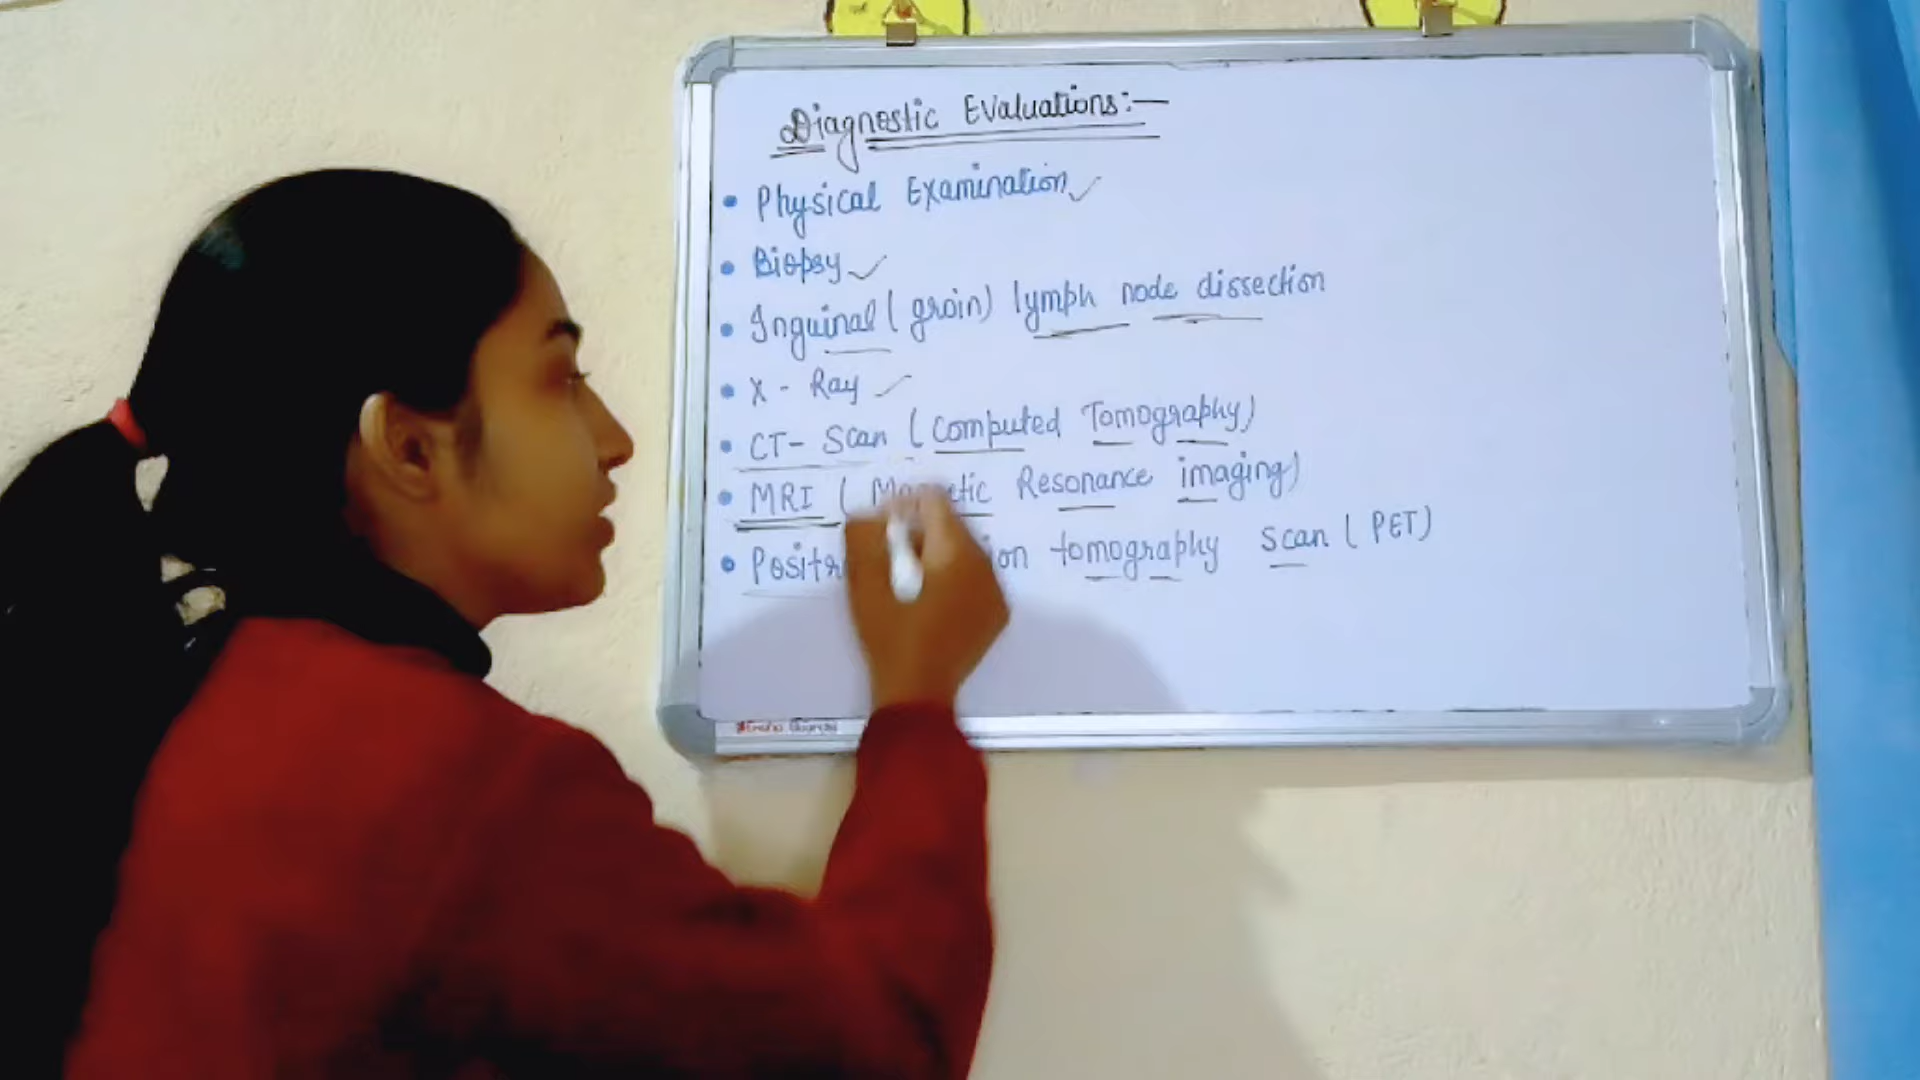 Diagnostic Evaluations:-
• Physical Examination ✓
• Biopsy ✓
• Inguinal (groin) lymph node dissection
• X - Ray ✓
• CT- Scan (Computed Tomography)
• MRI ( Magnetic Resonance imaging)
• tomography scan ( PET)